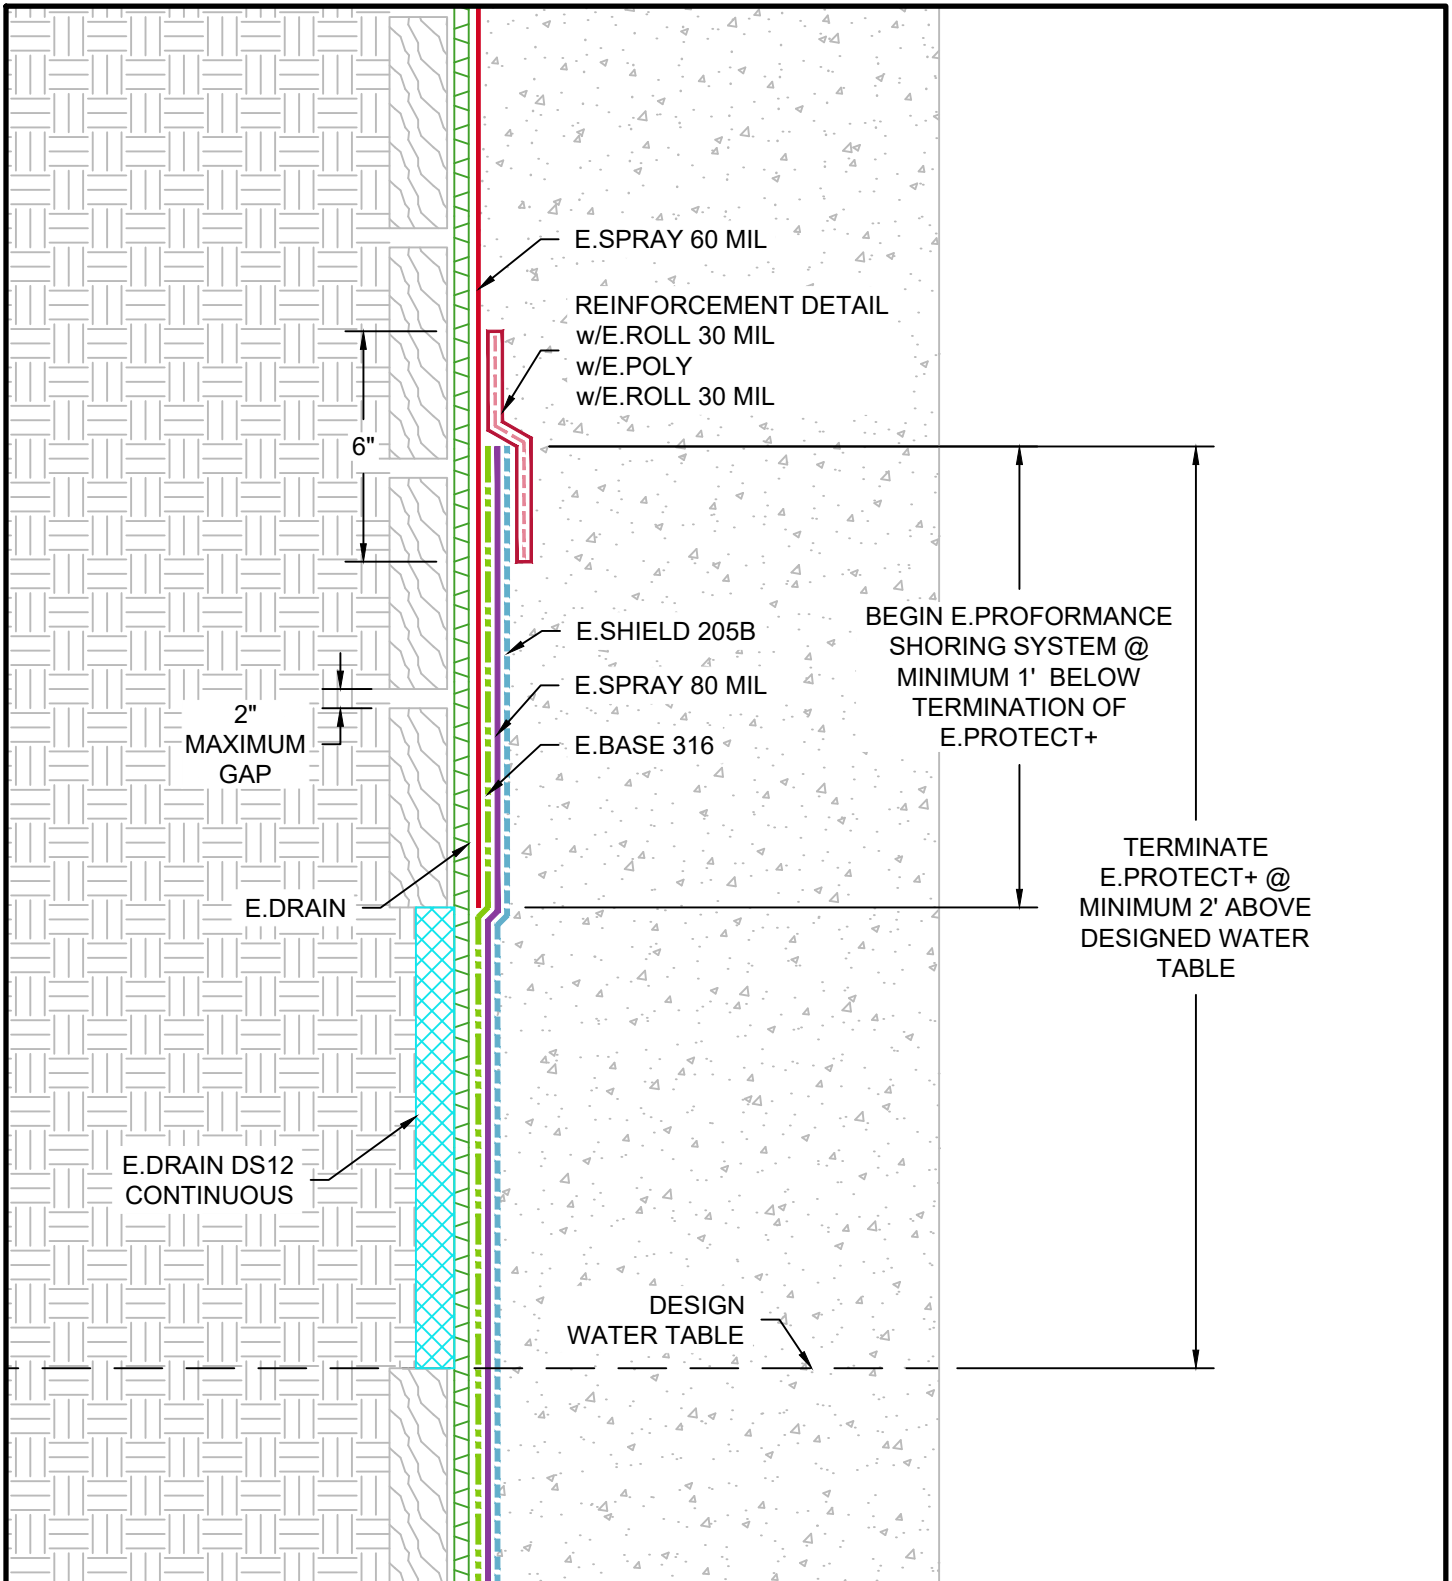 E.SPRAY 60 MIL
REINFORCEMENT DETAIL
w/E.ROLL 30 MIL
w/E.POLY
w/E.ROLL 30 MIL
6"
E.SHIELD 205B
E.SPRAY 80 MIL
E.BASE 316
BEGIN E.PROFORMANCE
SHORING SYSTEM @
MINIMUM 1' BELOW
TERMINATION OF
E.PROTECT+
2"
MAXIMUM
GAP
TERMINATE
E.PROTECT+ @
MINIMUM 2' ABOVE
DESIGNED WATER
TABLE
E.DRAIN
E.DRAIN DS12
CONTINUOUS
DESIGN
WATER TABLE